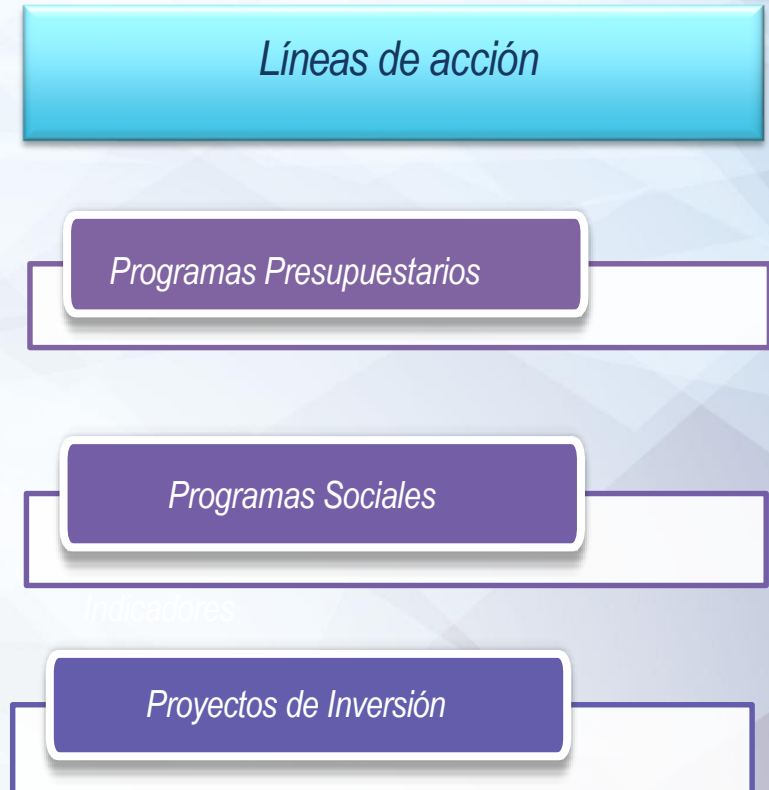 Líneas de acción
Programas Presupuestarios
Programas Sociales
Indicadores
Proyectos de Inversión